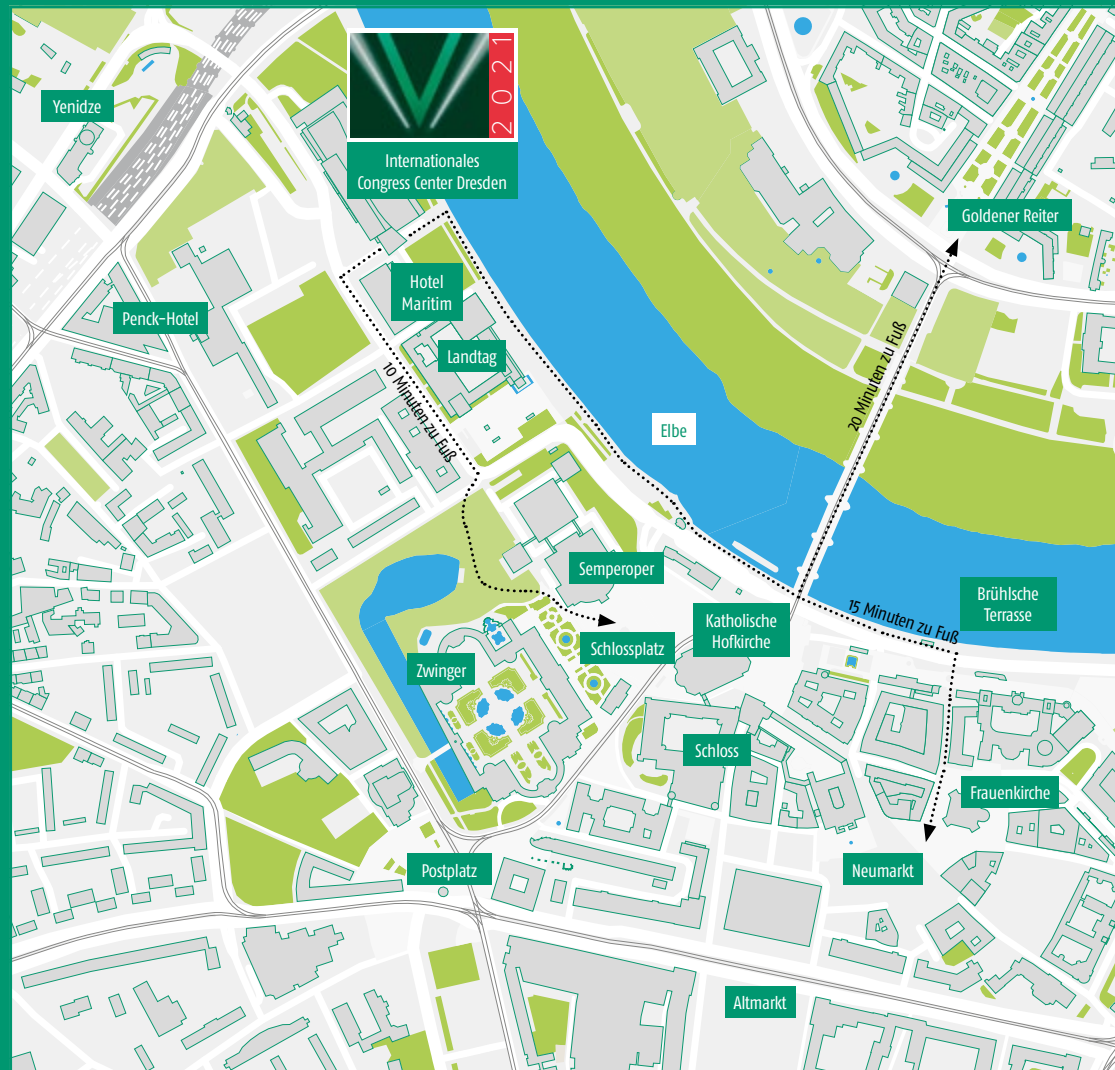 2021
Yenidze
Internationales
Congress Center Dresden
Goldener Reiter
Hotel
Maritim
Penck-Hotel
Landtag
10 Minuten zu Fuß
20 Minuten zu Fuß
Elbe
Semperoper
Brühlsche
Terrasse
15 Minuten zu Fuß
Katholische
Hofkirche
Schlossplatz
Zwinger
Schloss
Frauenkirche
Postplatz
Neumarkt
Altmarkt